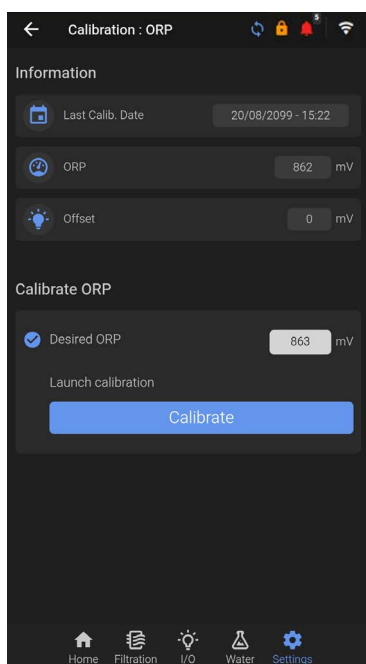 Calibration : ORP
5
Information
Last Calib. Date 20/08/2099 - 15:22
ORP 862 mV
Offset 0 mV
Calibrate ORP
Desired ORP 863 mV
Launch calibration
Calibrate
Home Filtration I/O Water Settings